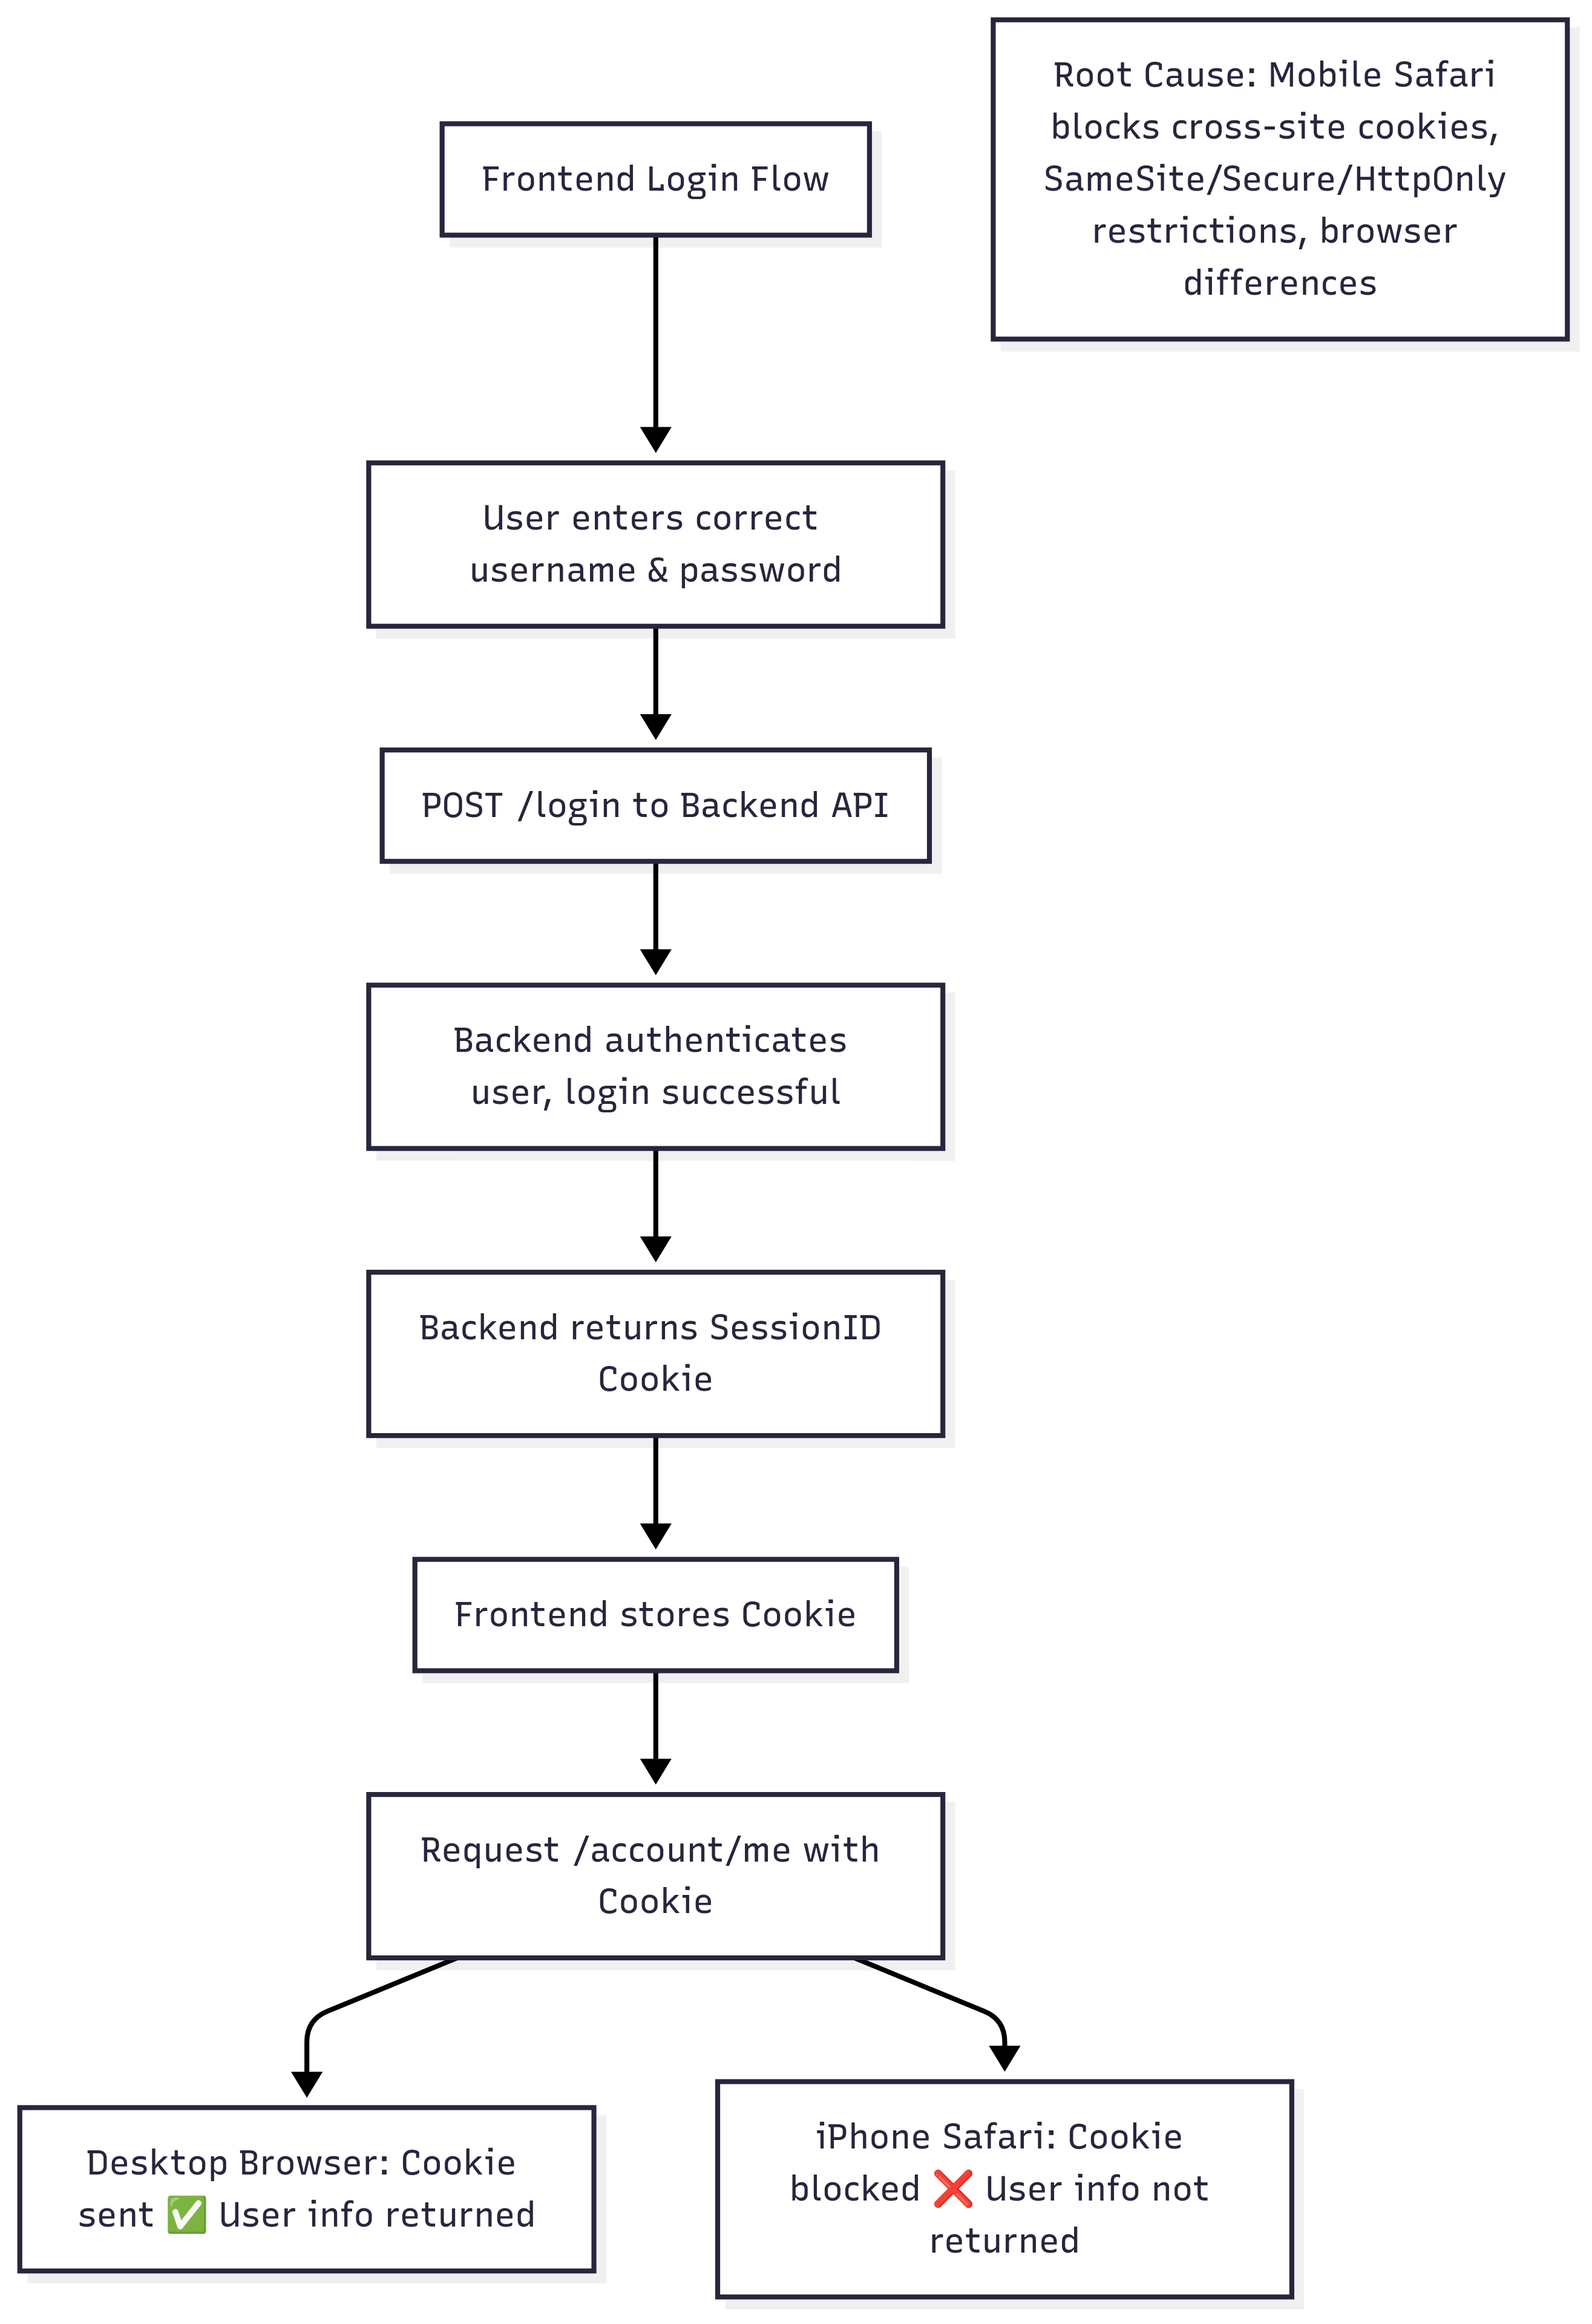 Root Cause: Mobile Safari
blocks cross-site cookies,
SameSite/Secure/HttpOnly
restrictions, browser
differences
Frontend Login Flow
User enters correct
username & password
POST /login to Backend API
Backend authenticates
user, login successful
Backend returns SessionID
Cookie
Frontend stores Cookie
Request /account/me with
Cookie
Desktop Browser: Cookie
sent ✅ User info returned
iPhone Safari: Cookie
blocked ❌ User info not
returned